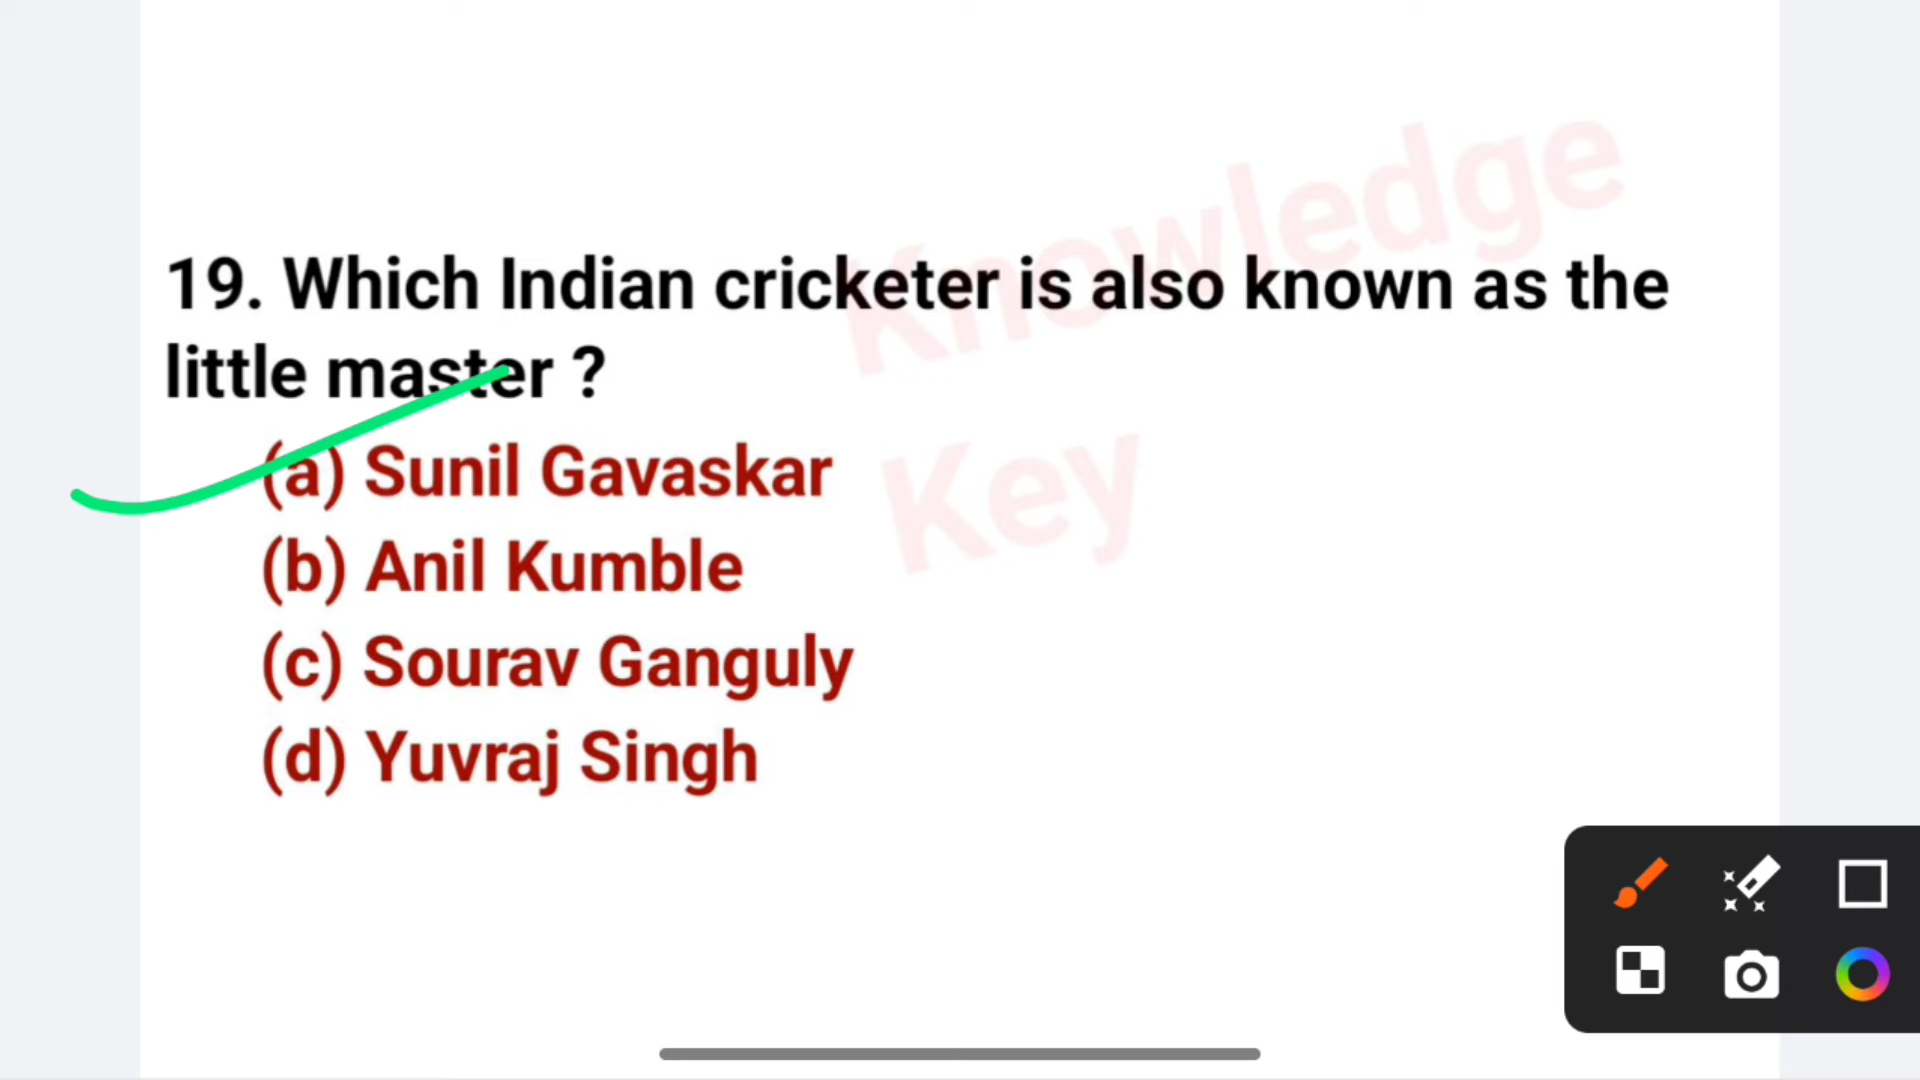 Knowledge
19. Which Indian cricketer is also known as the
little master ?
Key
(a) Sunil Gavaskar
(b) Anil Kumble
(c) Sourav Ganguly
(d) Yuvraj Singh